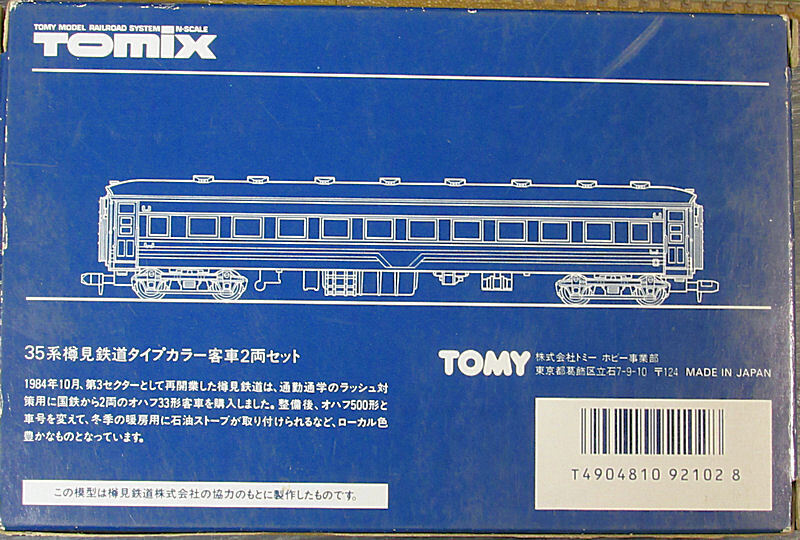 TOMY MODEL RAILROAD SYSTEM N-SCALE
TOMIX
35系樽見鉄道タイプカラー客車2両セット
1984年10月、第3セクターとして再開業した樽見鉄道は、通勤通学のラッシュ対
策用に国鉄から2両のオハフ33形客車を購入しました。整備後、オハフ500形と
車号を変えて、冬季の暖房用に石油ストーブが取り付けられるなど、ローカル色
豊かなものとなっています。
この模型は樽見鉄道株式会社の協力のもとに製作したものです。
TOMY 株式会社トミー ホビー事業部
東京都葛飾区立石7-9-10 〒124 MADE IN JAPAN
T4904810 92102 8